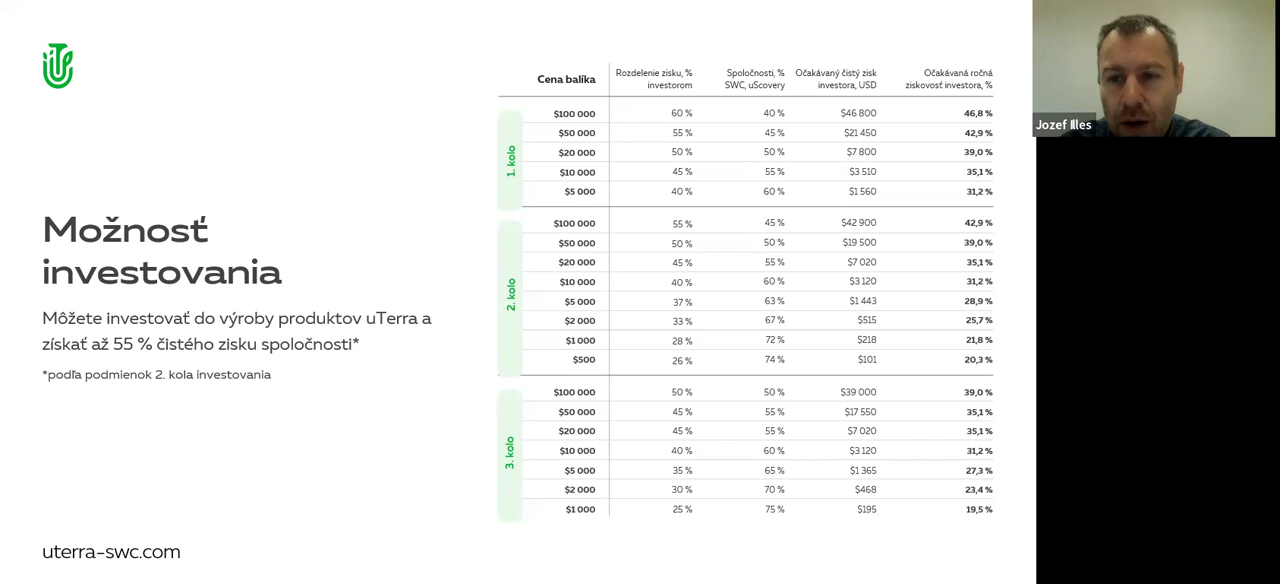 Možnosť
investovania
Môžete investovať do výroby produktov uTerra a
získať až 55 % čistého zisku spoločnosti*
*podľa podmienok 2. kola investovania
uterra-swc.com
Cena balíka Rozdelenie zisku, % investorom Spoločnosti, % SWC, uScovery Očakávaný čistý zisk investora, USD Očakávaná ročná ziskovosť investora, %
1. kolo
$100 000 60 % 40 % $46 800 46,8 %
$50 000 55 % 45 % $21 450 42,9 %
$20 000 50 % 50 % $7 800 39,0 %
$10 000 45 % 55 % $3 510 35,1 %
$5 000 40 % 60 % $1 560 31,2 %
2. kolo
$100 000 55 % 45 % $42 900 42,9 %
$50 000 50 % 50 % $19 500 39,0 %
$20 000 45 % 55 % $7 020 35,1 %
$10 000 40 % 60 % $3 120 31,2 %
$5 000 37 % 63 % $1 443 28,9 %
$2 000 33 % 67 % $515 25,7 %
$1 000 28 % 72 % $218 21,8 %
$500 26 % 74 % $101 20,3 %
3. kolo
$100 000 50 % 50 % $39 000 39,0 %
$50 000 45 % 55 % $17 550 35,1 %
$20 000 45 % 55 % $7 020 35,1 %
$10 000 40 % 60 % $3 120 31,2 %
$5 000 35 % 65 % $1 365 27,3 %
$2 000 30 % 70 % $468 23,4 %
$1 000 25 % 75 % $195 19,5 %
Jozef Illes